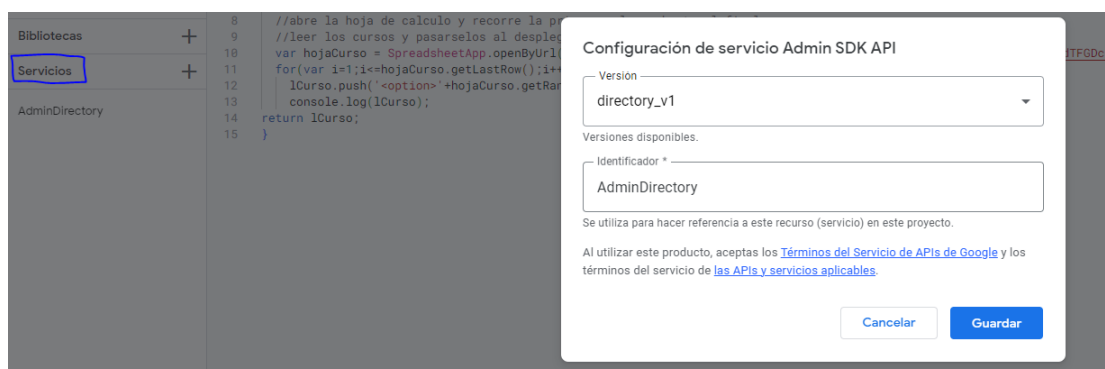 Bibliotecas
Servicios
AdminDirectory
8 //abre la hoja de calculo y recorre la
9 //leer los cursos y pasarselos al
10 var hojaCurso = SpreadsheetApp.openByUrl(
11 for(var i=1;i<=hojaCurso.getLastRow();i++
12 lCurso.push('<option>'+hojaCurso.getRan
13 console.log(lCurso);
14 return lCurso;
15 }
dTFGDc
Configuración de servicio Admin SDK API
Versión
directory_v1
Versiones disponibles.
Identificador *
AdminDirectory
Se utiliza para hacer referencia a este recurso (servicio) en este proyecto.
Al utilizar este producto, aceptas los Términos del Servicio de APIs de Google y los
términos del servicio de las APIs y servicios aplicables.
Cancelar
Guardar